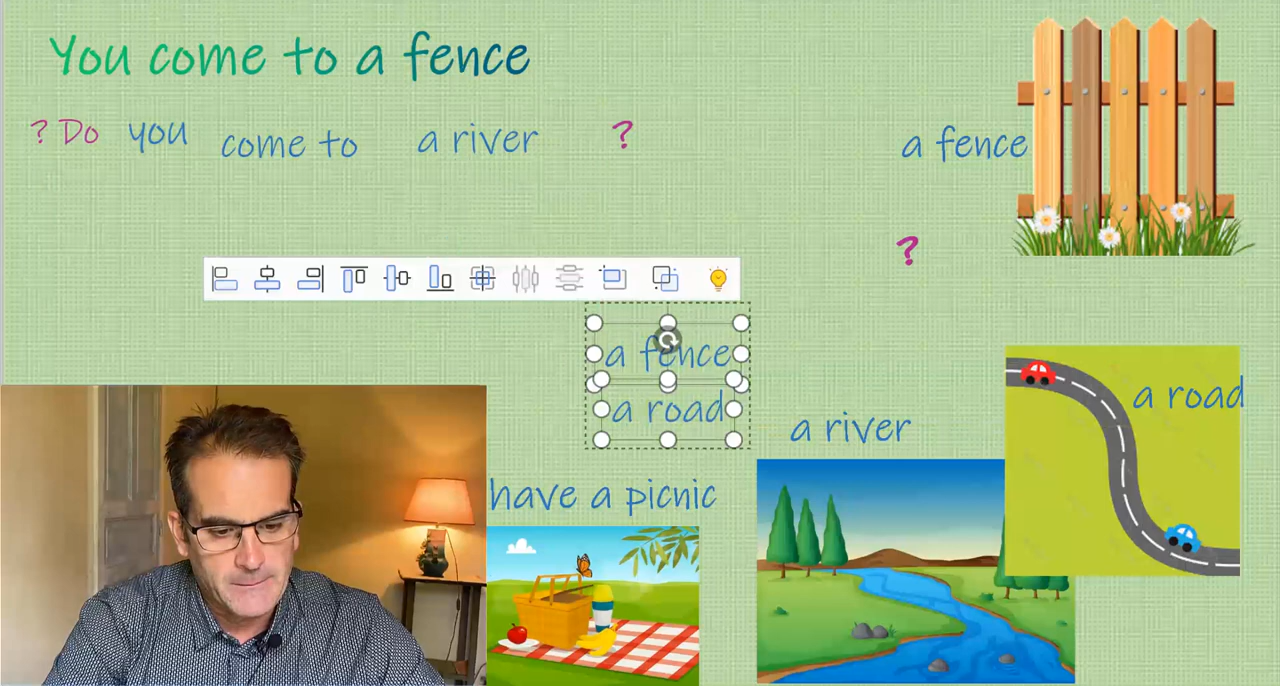 You come to a fence
? Do you come to a river ?
a fence
?
a fence
a road
a road
a river
have a picnic